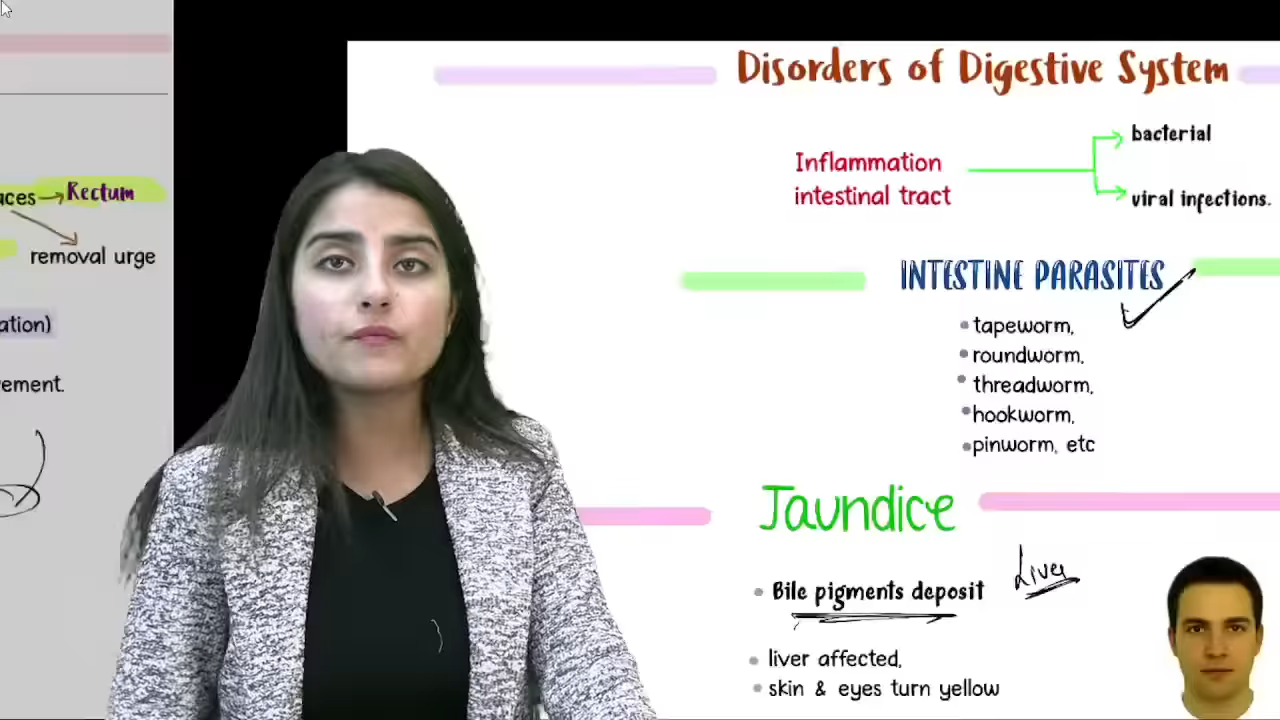 aces → Rectum
removal urge
ation)
ement.
Disorders of Digestive System
Inflammation
intestinal tract
bacterial
viral infections.
INTESTINE PARASITES
• tapeworm,
• roundworm,
• threadworm,
• hookworm,
• pinworm, etc
Jaundice
• Bile pigments deposit
Liver
• liver affected,
• skin & eyes turn yellow